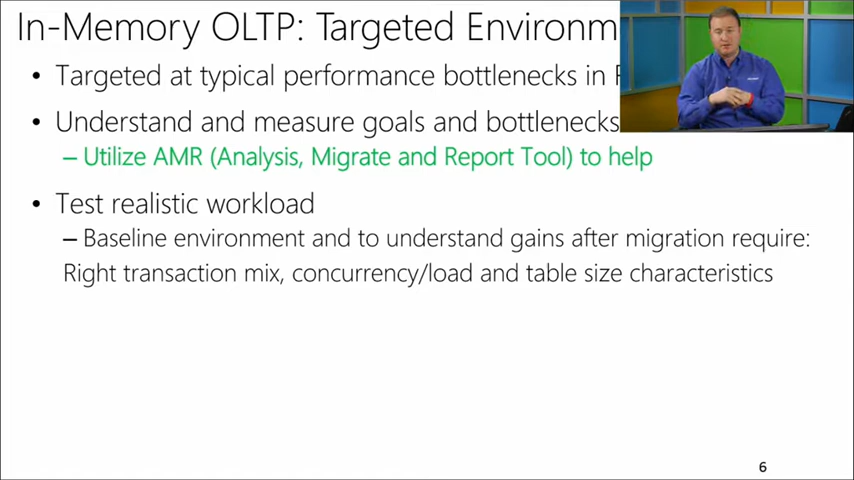 In-Memory OLTP: Targeted
• Targeted at typical performance bottlenecks in
• Understand and measure goals and bottlenecks
– Utilize AMR (Analysis, Migrate and Report Tool) to help
• Test realistic workload
– Baseline environment and to understand gains after migration require:
Right transaction mix, concurrency/load and table size characteristics
6